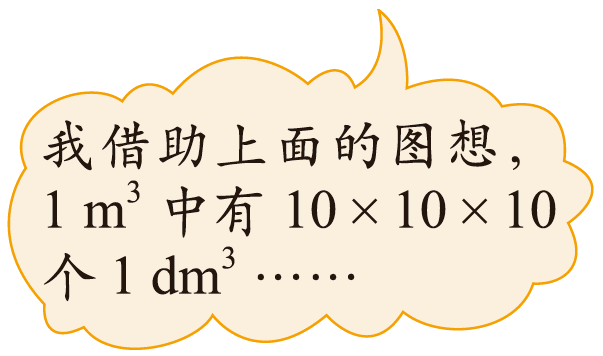 我借助上面的图想，
1 m³ 中有 10×10×10
个 1 dm³ ……